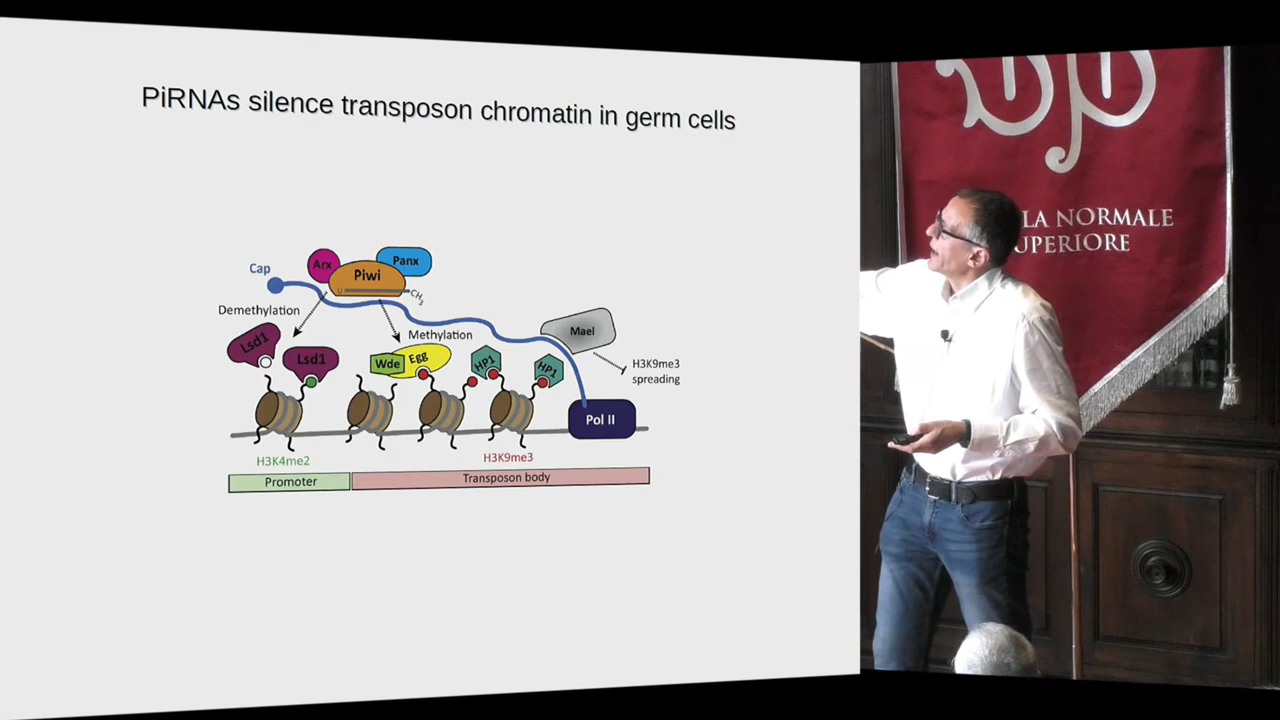 PiRNAs silence transposon chromatin in germ cells
Cap
Arx
Piwi
Panx
U
CH3
Demethylation
Methylation
Mael
Lsd1
Lsd1
Wde
Egg
HP1
HP1
H3K9me3
spreading
Pol II
H3K4me2
H3K9me3
Promoter
Transposon body
LA NORMALE
UPERIORE